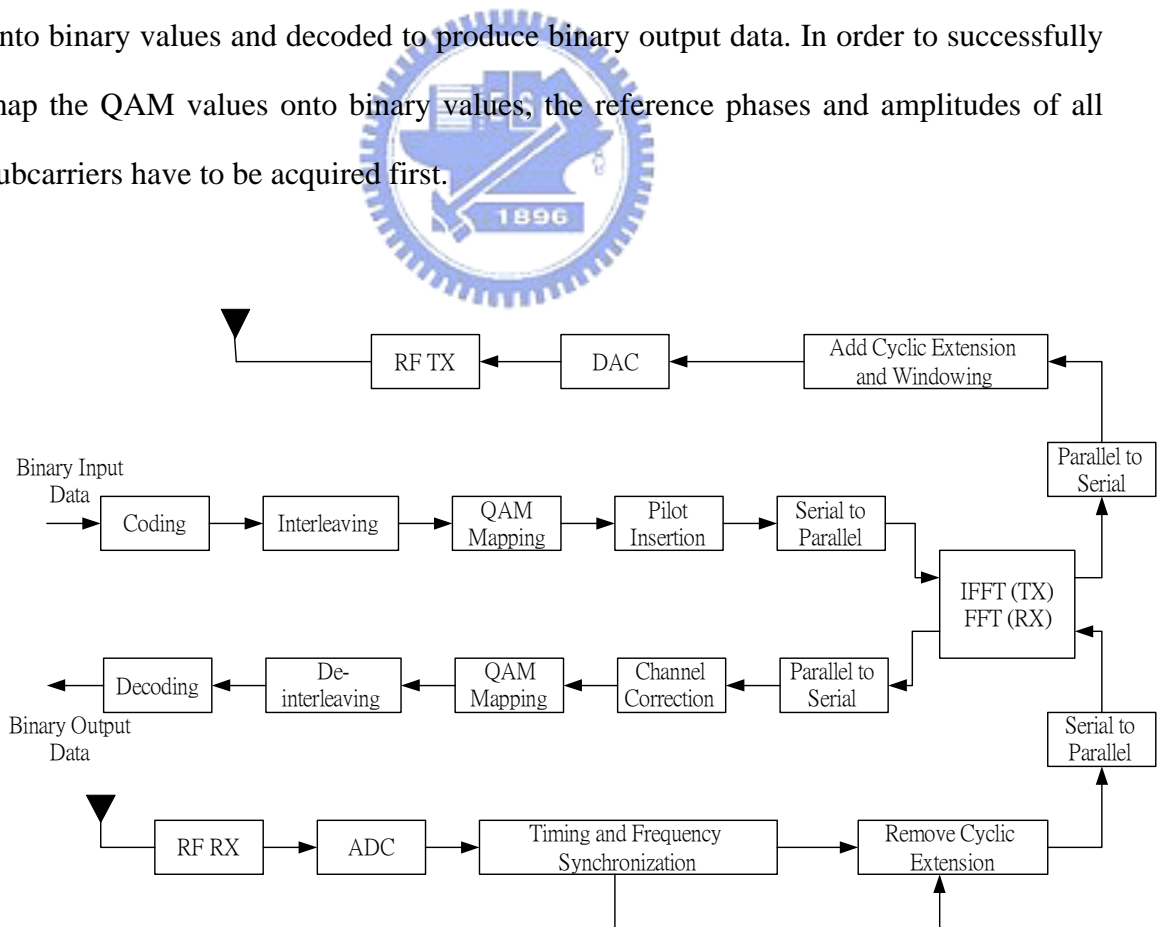 nto binary values and decoded to produce binary output data. In order to successfully
nap the QAM values onto binary values, the reference phases and amplitudes of all
ubcarriers have to be acquired first.
1896
RF TX
DAC
Add Cyclic Extension
and Windowing
Parallel to
Serial
Binary Input
Data
Coding
Interleaving
QAM
Mapping
Pilot
Insertion
Serial to
Parallel
IFFT (TX)
FFT (RX)
Decoding
De-
interleaving
QAM
Mapping
Channel
Correction
Parallel to
Serial
Binary Output
Data
Serial to
Parallel
RF RX
ADC
Timing and Frequency
Synchronization
Remove Cyclic
Extension